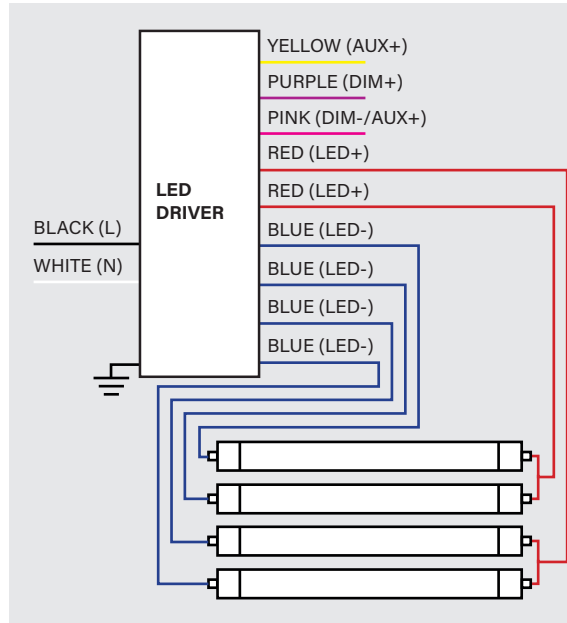 YELLOW (AUX+)
PURPLE (DIM+)
PINK (DIM-/AUX+)
RED (LED+)
RED (LED+)
LED
DRIVER
BLACK (L)
WHITE (N)
BLUE (LED-)
BLUE (LED-)
BLUE (LED-)
BLUE (LED-)